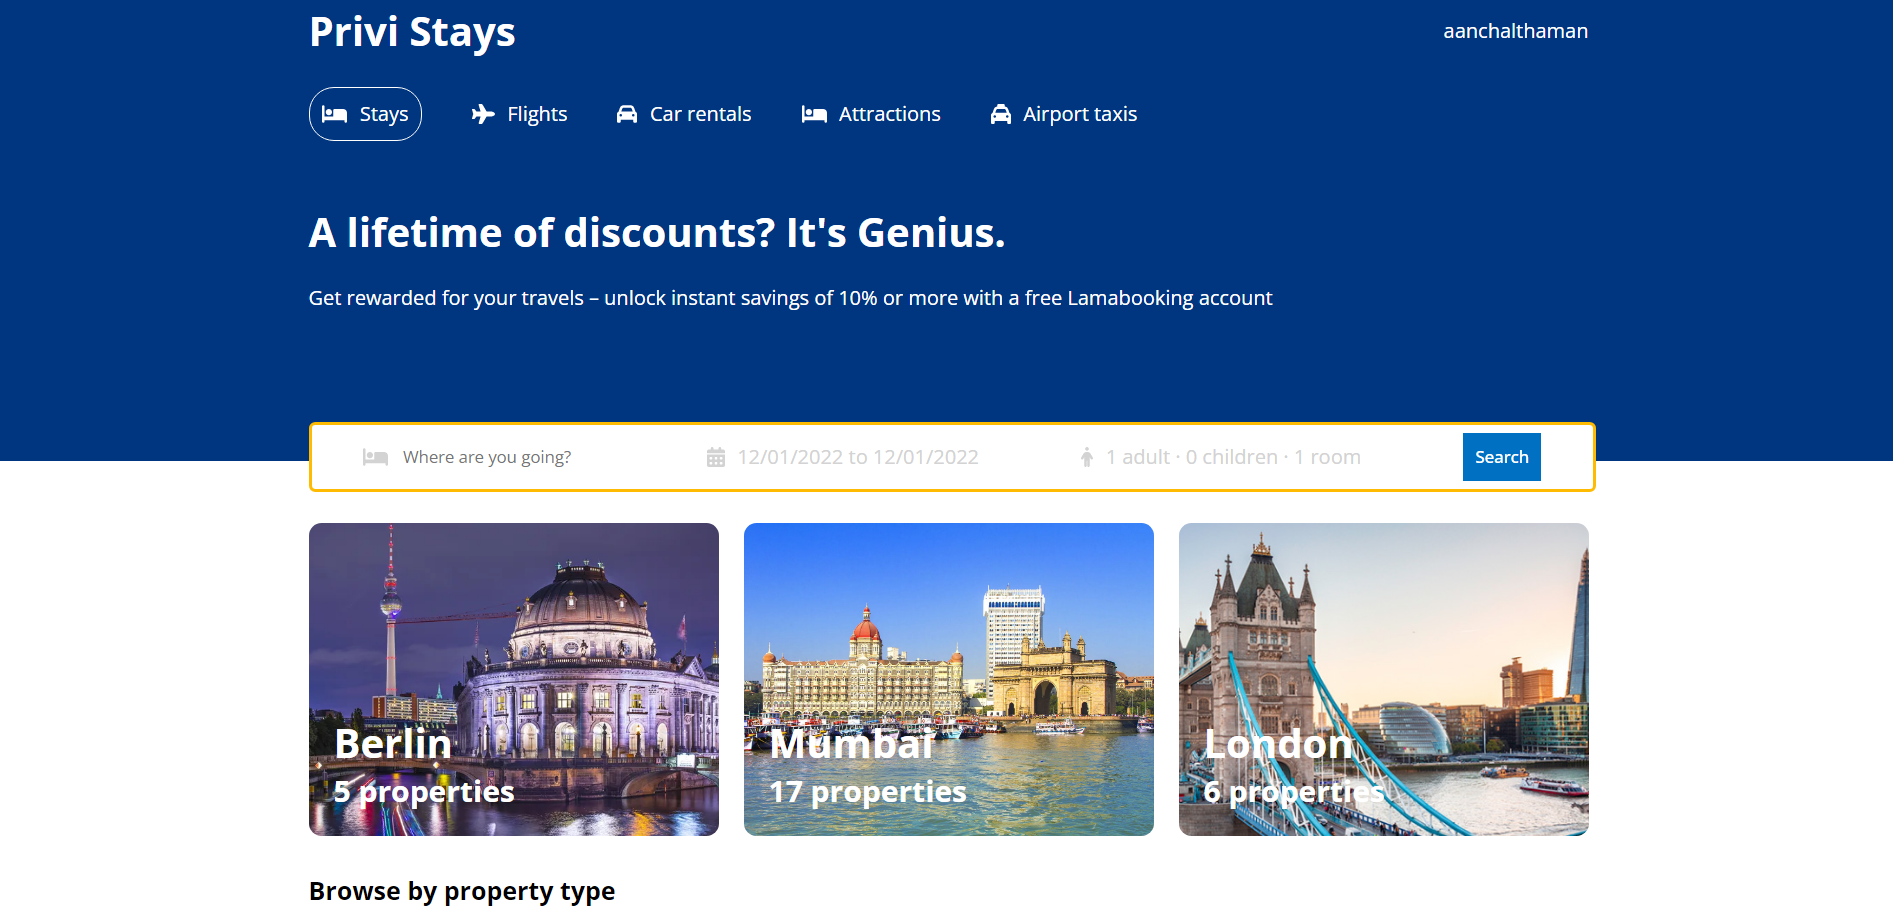 Privi Stays
aanchalthaman
Stays
Flights
Car rentals
Attractions
Airport taxis
A lifetime of discounts? It's Genius.
Get rewarded for your travels – unlock instant savings of 10% or more with a free Lamabooking account
Where are you going?
12/01/2022 to 12/01/2022
1 adult · 0 children · 1 room
Search
Berlin
5 properties
Mumbai
17 properties
London
6 properties
Browse by property type